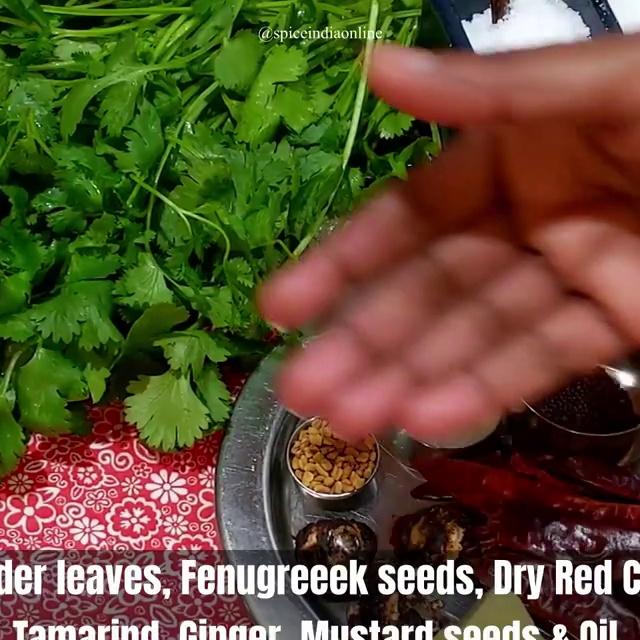 @spiceindiaonline
der leaves, Fenugreeek seeds, Dry Red C
Tamarind, Ginger, Mustard seeds & Oil